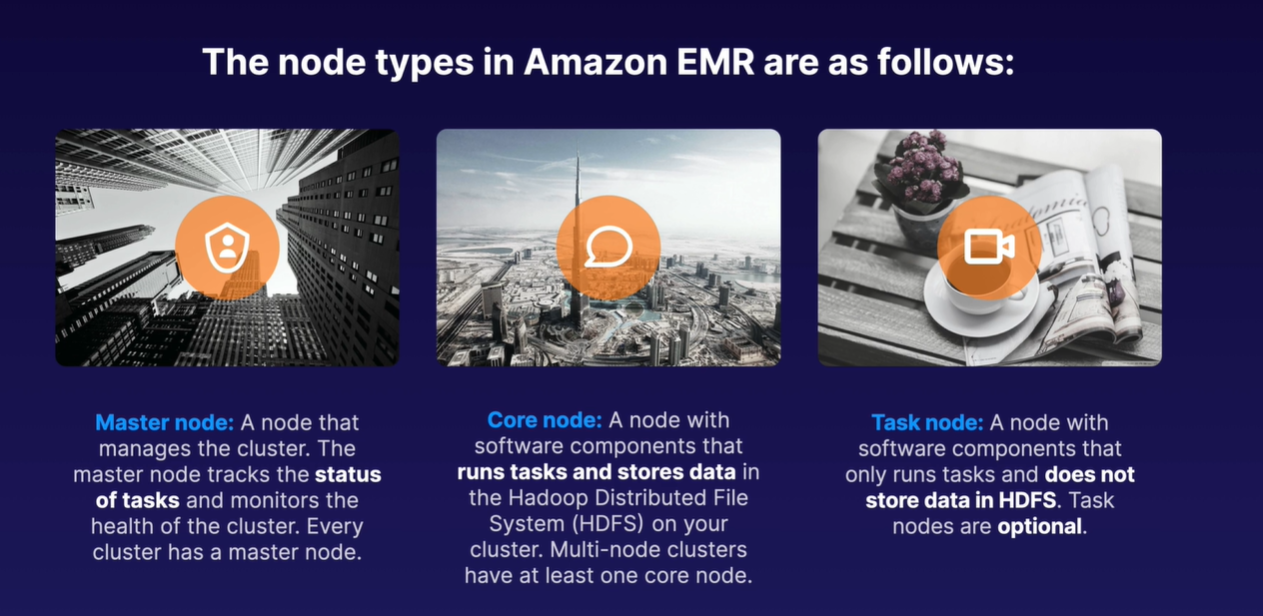 The node types in Amazon EMR are as follows:
Master node: A node that
manages the cluster. The
master node tracks the status
of tasks and monitors the
health of the cluster. Every
cluster has a master node.
Core node: A node with
software components that
runs tasks and stores data in
the Hadoop Distributed File
System (HDFS) on your
cluster. Multi-node clusters
have at least one core node.
Task node: A node with
software components that
only runs tasks and does not
store data in HDFS. Task
nodes are optional.